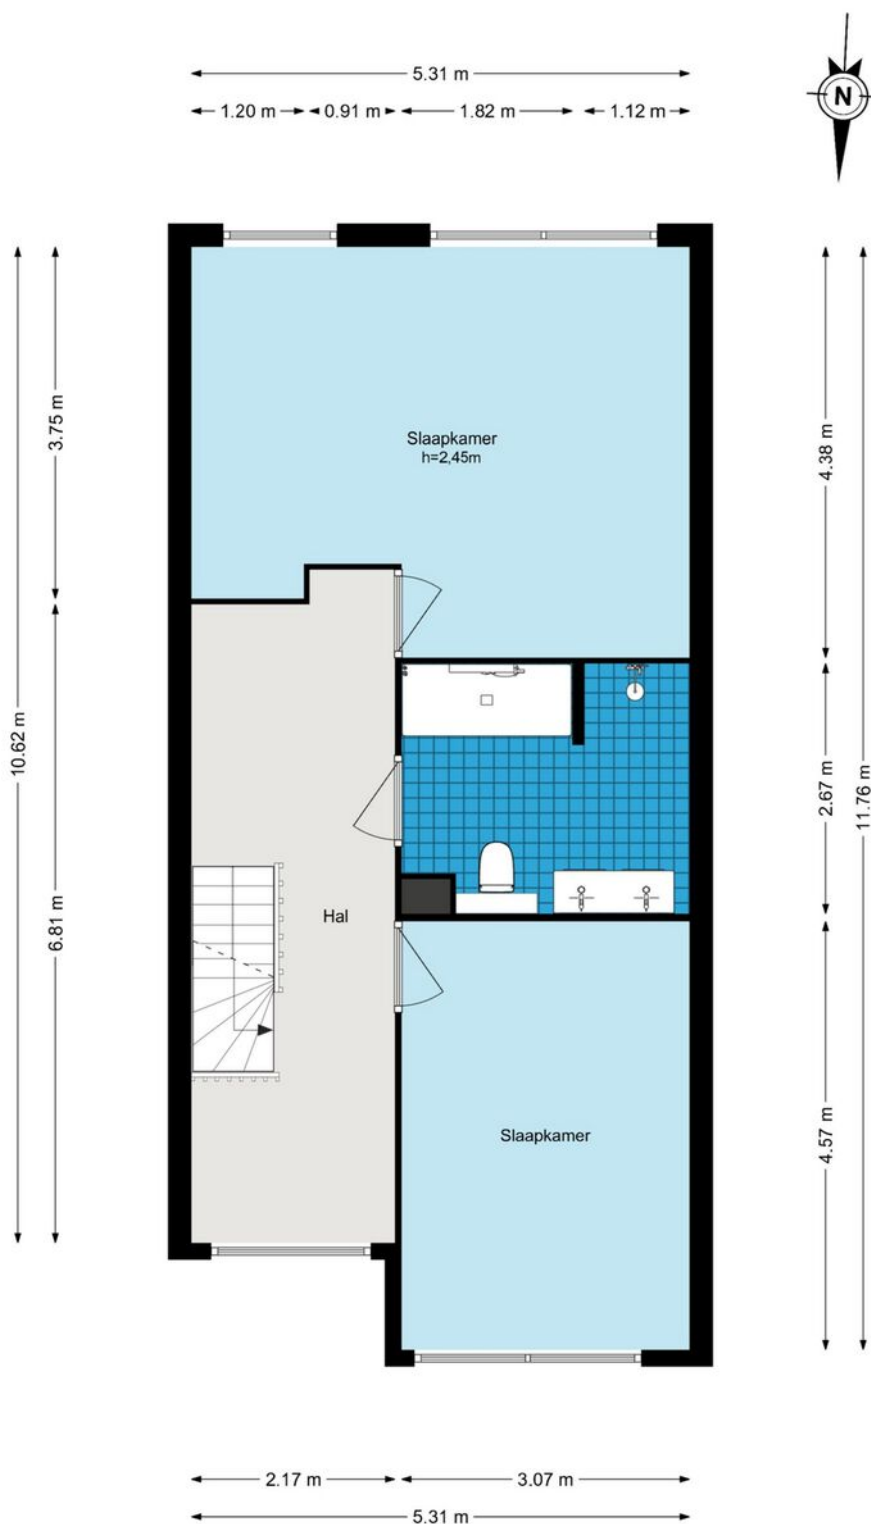 5.31 m
1.20 m
0.91 m
1.82 m
1.12 m
N
3.75 m
Slaapkamer
h=2,45m
4.38 m
10.62 m
2.67 m
11.76 m
6.81 m
Hal
Slaapkamer
4.57 m
2.17 m
3.07 m
5.31 m